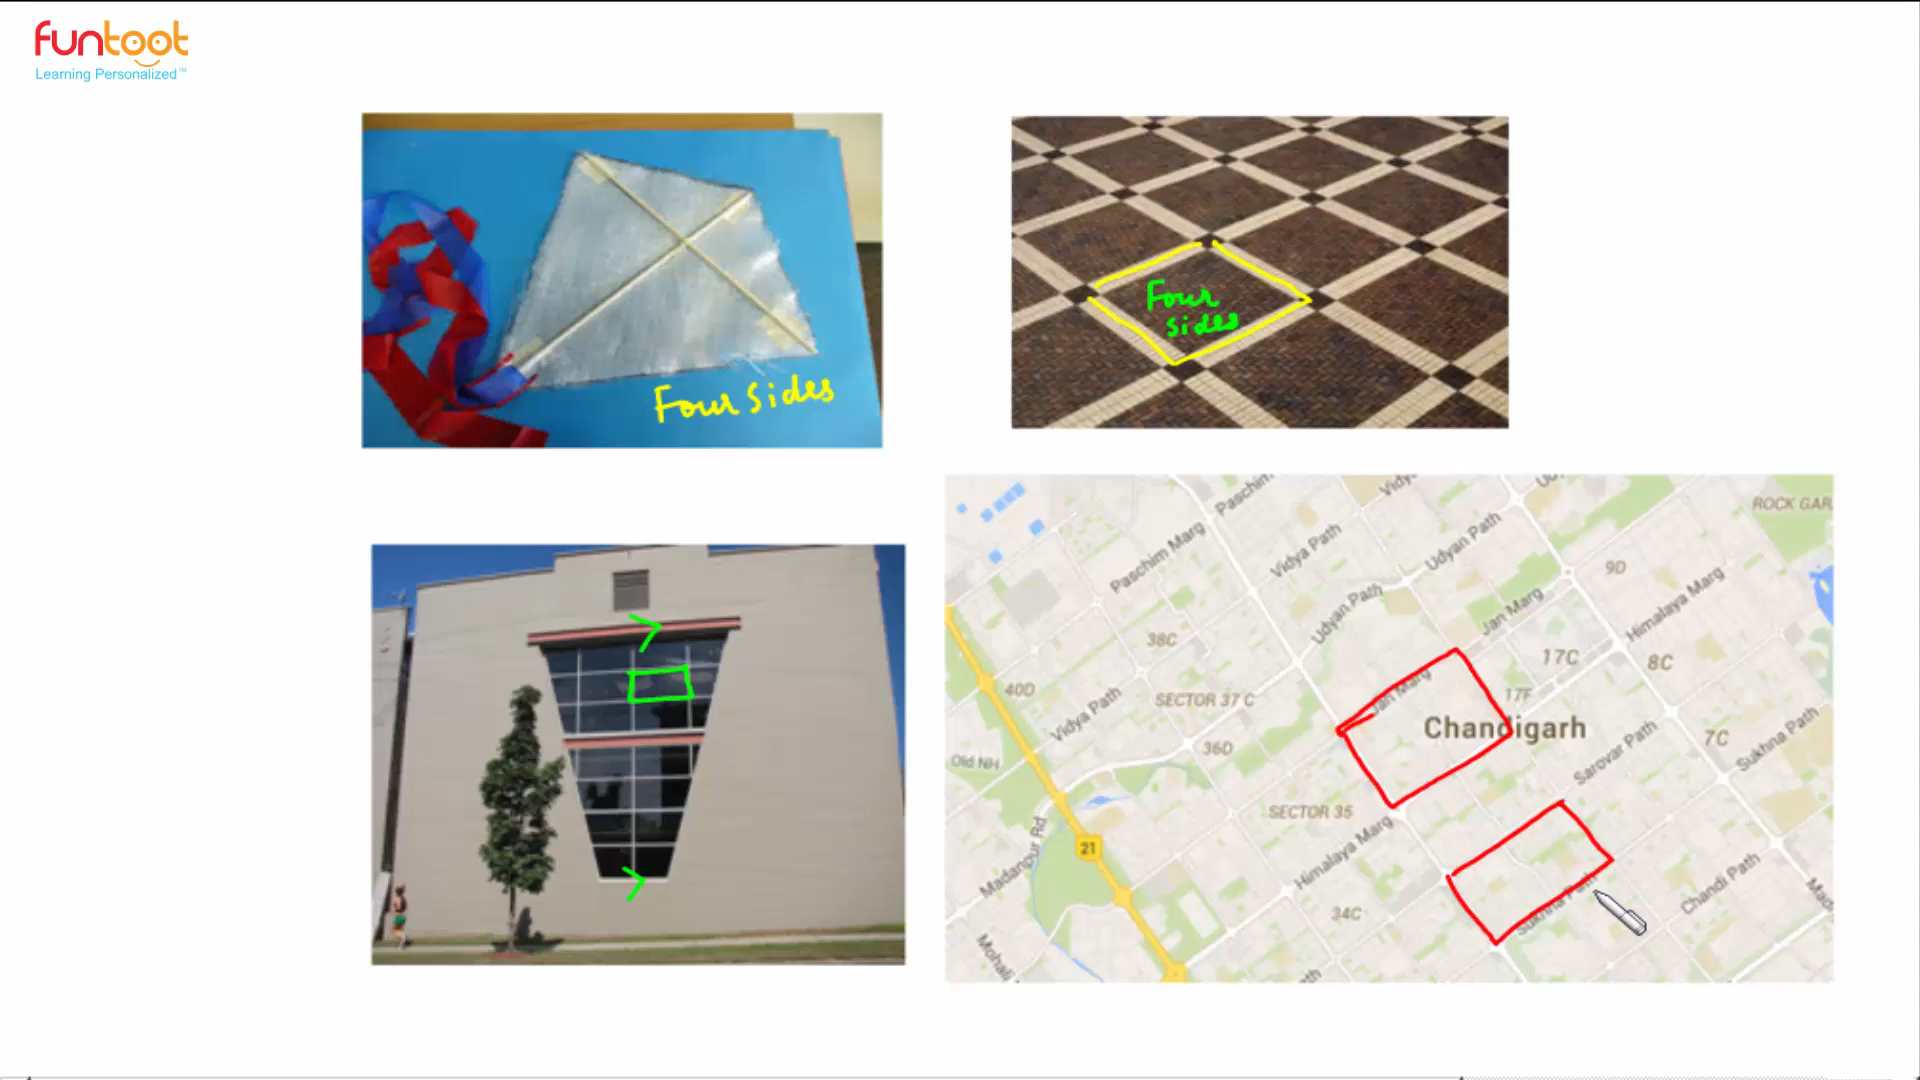 funtoot
Learning Personalized™
Four Sides
Four
sides
Paschim
Vidy
ROCK GAR
Paschim Marg
Vidya Path
Udyan Path
9D
Himalaya Marg
Udyan Path
Jan Marg
38C
17C
8C
40D
SECTOR 37 C
Jan Marg
17F
Vidya Path
Chandigarh
36D
7C
Sukhna Path
Old NH
Sarovar Path
SECTOR 35
21
Madanpur Rd
Himalaya Marg
Chandi Path
34C
Sukhna Path
Mohali